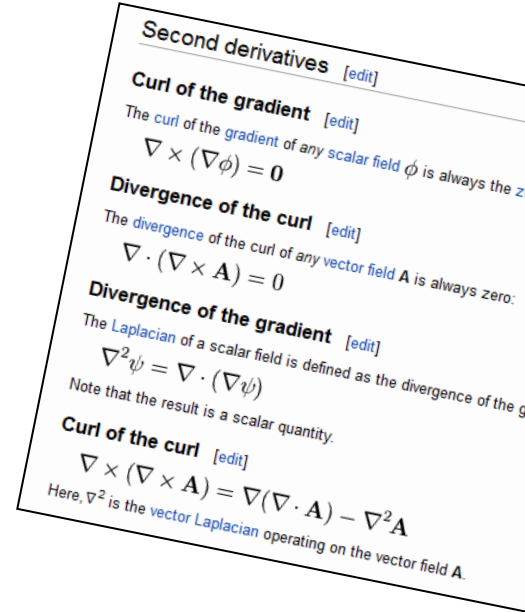 Second derivatives [edit]
Curl of the gradient [edit]
The curl of the gradient of any scalar field ϕ is always the
∇ × (∇ϕ) = 0
Divergence of the curl [edit]
The divergence of the curl of any vector field A is always zero:
∇ · (∇ × A) = 0
Divergence of the gradient [edit]
The Laplacian of a scalar field is defined as the divergence of the
∇²ψ = ∇ · (∇ψ)
Note that the result is a scalar quantity.
Curl of the curl [edit]
∇ × (∇ × A) = ∇(∇ · A) − ∇²A
Here, ∇² is the vector Laplacian operating on the vector field A.